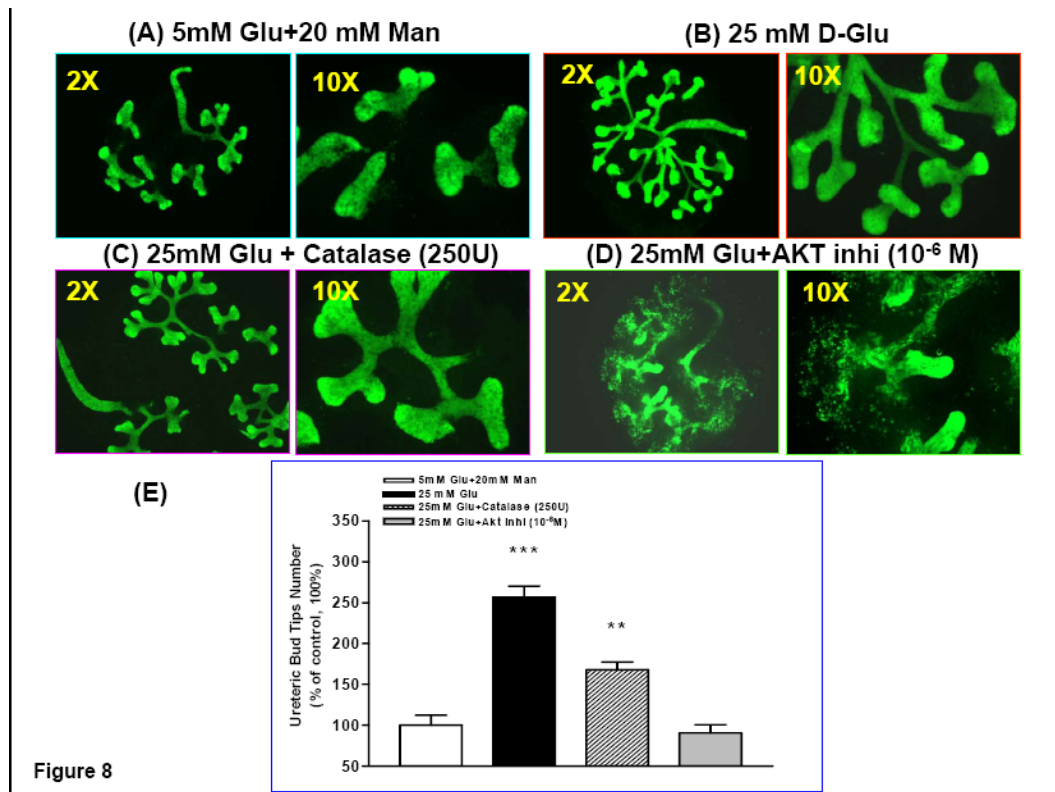 (A) 5mM Glu+20 mM Man
(B) 25 mM D-Glu
2X
10X
2X
10X
(C) 25mM Glu + Catalase (250U)
(D) 25mM Glu+AKT inhi (10⁻⁶ M)
2X
10X
2X
10X
(E)
5mM Glu+20mM Man
25 mM Glu
25mM Glu+Catalase (250U)
25mM Glu+Akt inhi (10⁻⁶M)
Ureteric Bud Tips Number
(% of control, 100%)
350
300
250
200
150
100
50
***
**
Figure 8